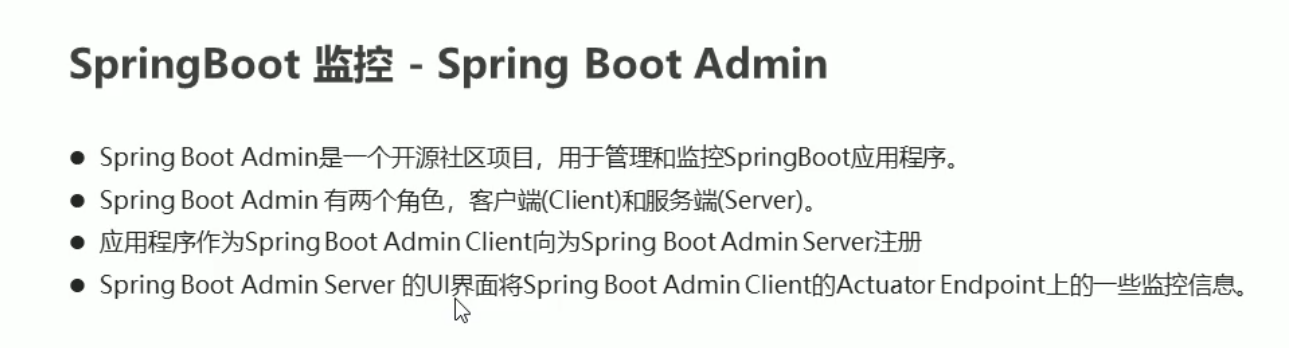 SpringBoot 监控 - Spring Boot Admin
● Spring Boot Admin是一个开源社区项目，用于管理和监控SpringBoot应用程序。
● Spring Boot Admin 有两个角色，客户端(Client)和服务端(Server)。
● 应用程序作为Spring Boot Admin Client向为Spring Boot Admin Server注册
● Spring Boot Admin Server 的UI界面将Spring Boot Admin Client的Actuator Endpoint上的一些监控信息。